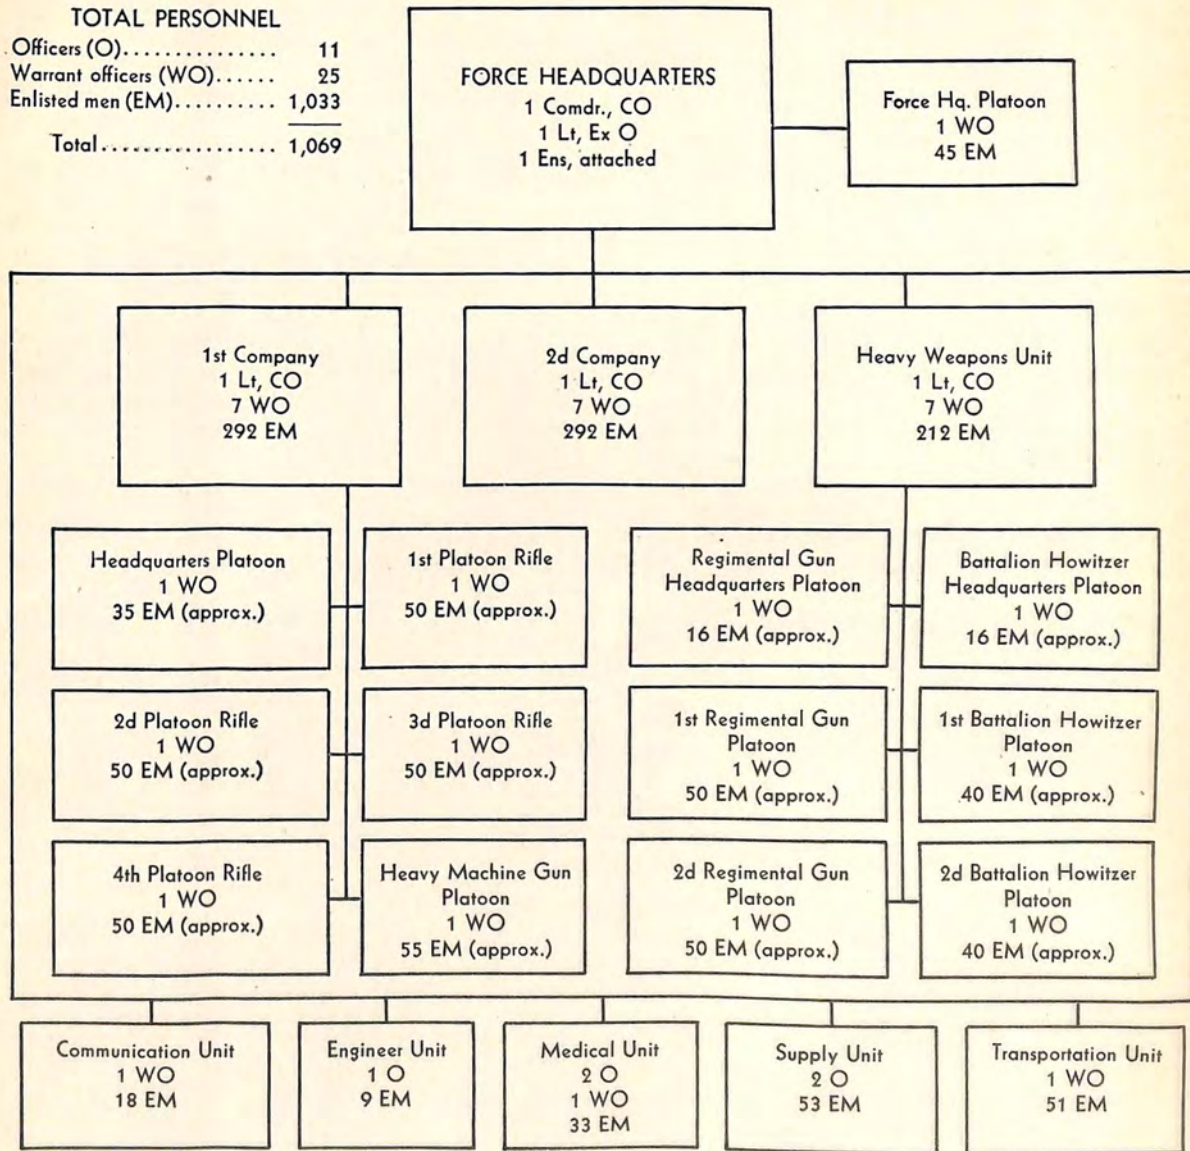 TOTAL PERSONNEL
Officers (O)............... 11
Warrant officers (WO)...... 25
Enlisted men (EM).......... 1,033
Total.................. 1,069
FORCE HEADQUARTERS
1 Comdr., CO
1 Lt, Ex O
1 Ens, attached
Force Hq. Platoon
1 WO
45 EM
1st Company
1 Lt, CO
7 WO
292 EM
2d Company
1 Lt, CO
7 WO
292 EM
Heavy Weapons Unit
1 Lt, CO
7 WO
212 EM
Headquarters Platoon
1 WO
35 EM (apprcx.)
1st Platoon Rifle
1 WO
50 EM (approx.)
Regimental Gun
Headquarters Platoon
1 WO
16 EM (approx.)
Battalion Howitzer
Headquarters Platoon
1 WO
16 EM (approx.)
2d Platoon Rifle
1 WO
50 EM (approx.)
3d Platoon Rifle
1 WO
50 EM (approx.)
1st Regimental Gun
Platoon
1 WO
50 EM (approx.)
1st Battalion Howitzer
Platoon
1 WO
40 EM (approx.)
4th Platoon Rifle
1 WO
50 EM (approx.)
Heavy Machine Gun
Platoon
1 WO
55 EM (approx.)
2d Regimental Gun
Platoon
1 WO
50 EM (approx.)
2d Battalion Howitzer
Platoon
1 WO
40 EM (approx.)
Communication Unit
1 WO
18 EM
Engineer Unit
1 O
9 EM
Medical Unit
2 O
1 WO
33 EM
Supply Unit
2 O
53 EM
Transportation Unit
1 WO
51 EM